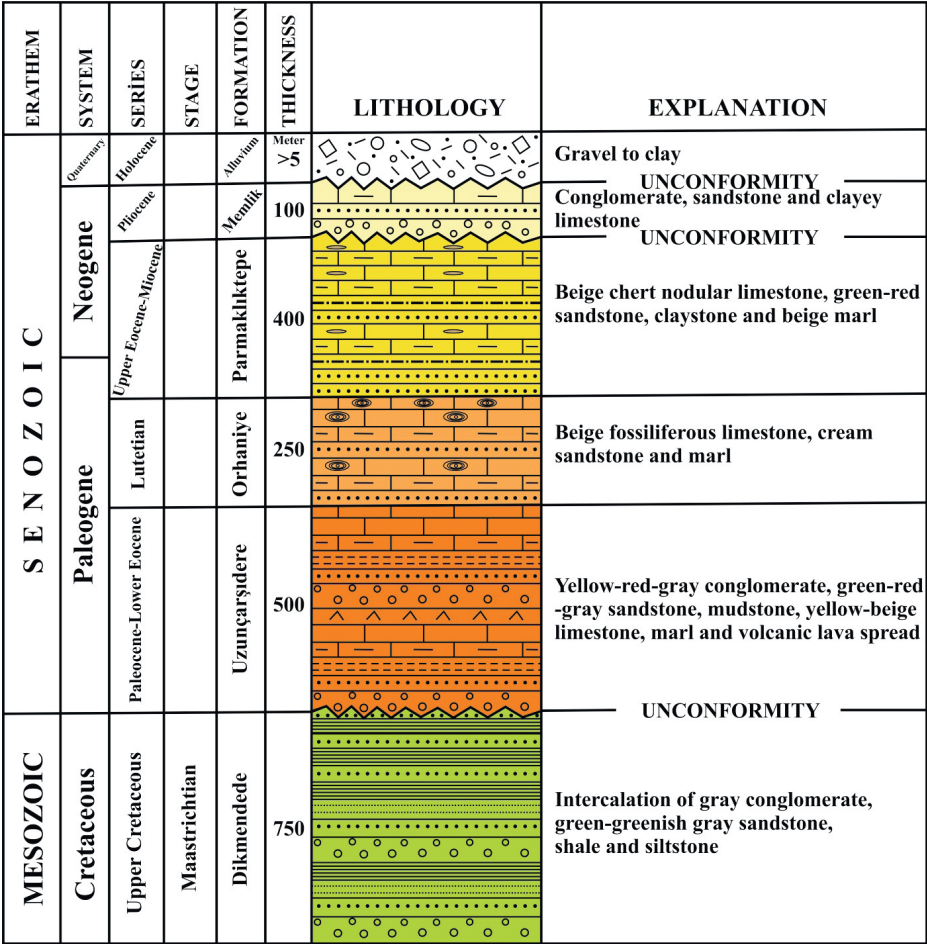 ERATHEM
SYSTEM
SERİES
STAGE
FORMATION
THICKNESS
LITHOLOGY
EXPLANATION
SENOZOIC
Quaternary
Holocene
Alluvium
Meter
>5
Gravel to clay
UNCONFORMITY
Neogene
Pliocene
Memlik
100
Conglomerate, sandstone and clayey
limestone
UNCONFORMITY
Upper Eocene-Miocene
Parmaklıktepe
400
Beige chert nodular limestone, green-red
sandstone, claystone and beige marl
Paleogene
Lutetian
Orhaniye
250
Beige fossiliferous limestone, cream
sandstone and marl
Paleocene-Lower Eocene
Uzunçarşıdere
500
Yellow-red-gray conglomerate, green-red
-gray sandstone, mudstone, yellow-beige
limestone, marl and volcanic lava spread
UNCONFORMITY
MESOZOIC
Cretaceous
Upper Cretaceous
Maastrichtian
Dikmendede
750
Intercalation of gray conglomerate,
green-greenish gray sandstone,
shale and siltstone